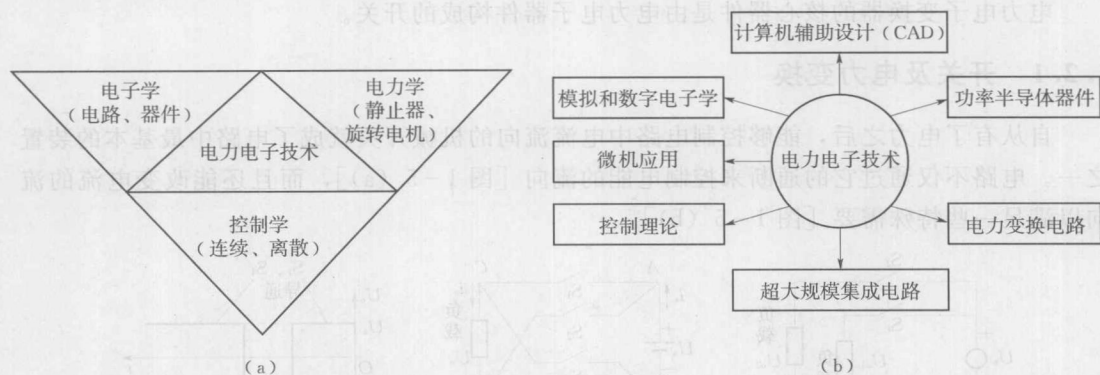 电子学
（电路、器件）
电力学
（静止器、
旋转电机）
电力电子技术
控制学
（连续、离散）
（a）
计算机辅助设计（CAD）
模拟和数字电子学
功率半导体器件
微机应用
电力电子技术
控制理论
电力变换电路
超大规模集成电路
（b）